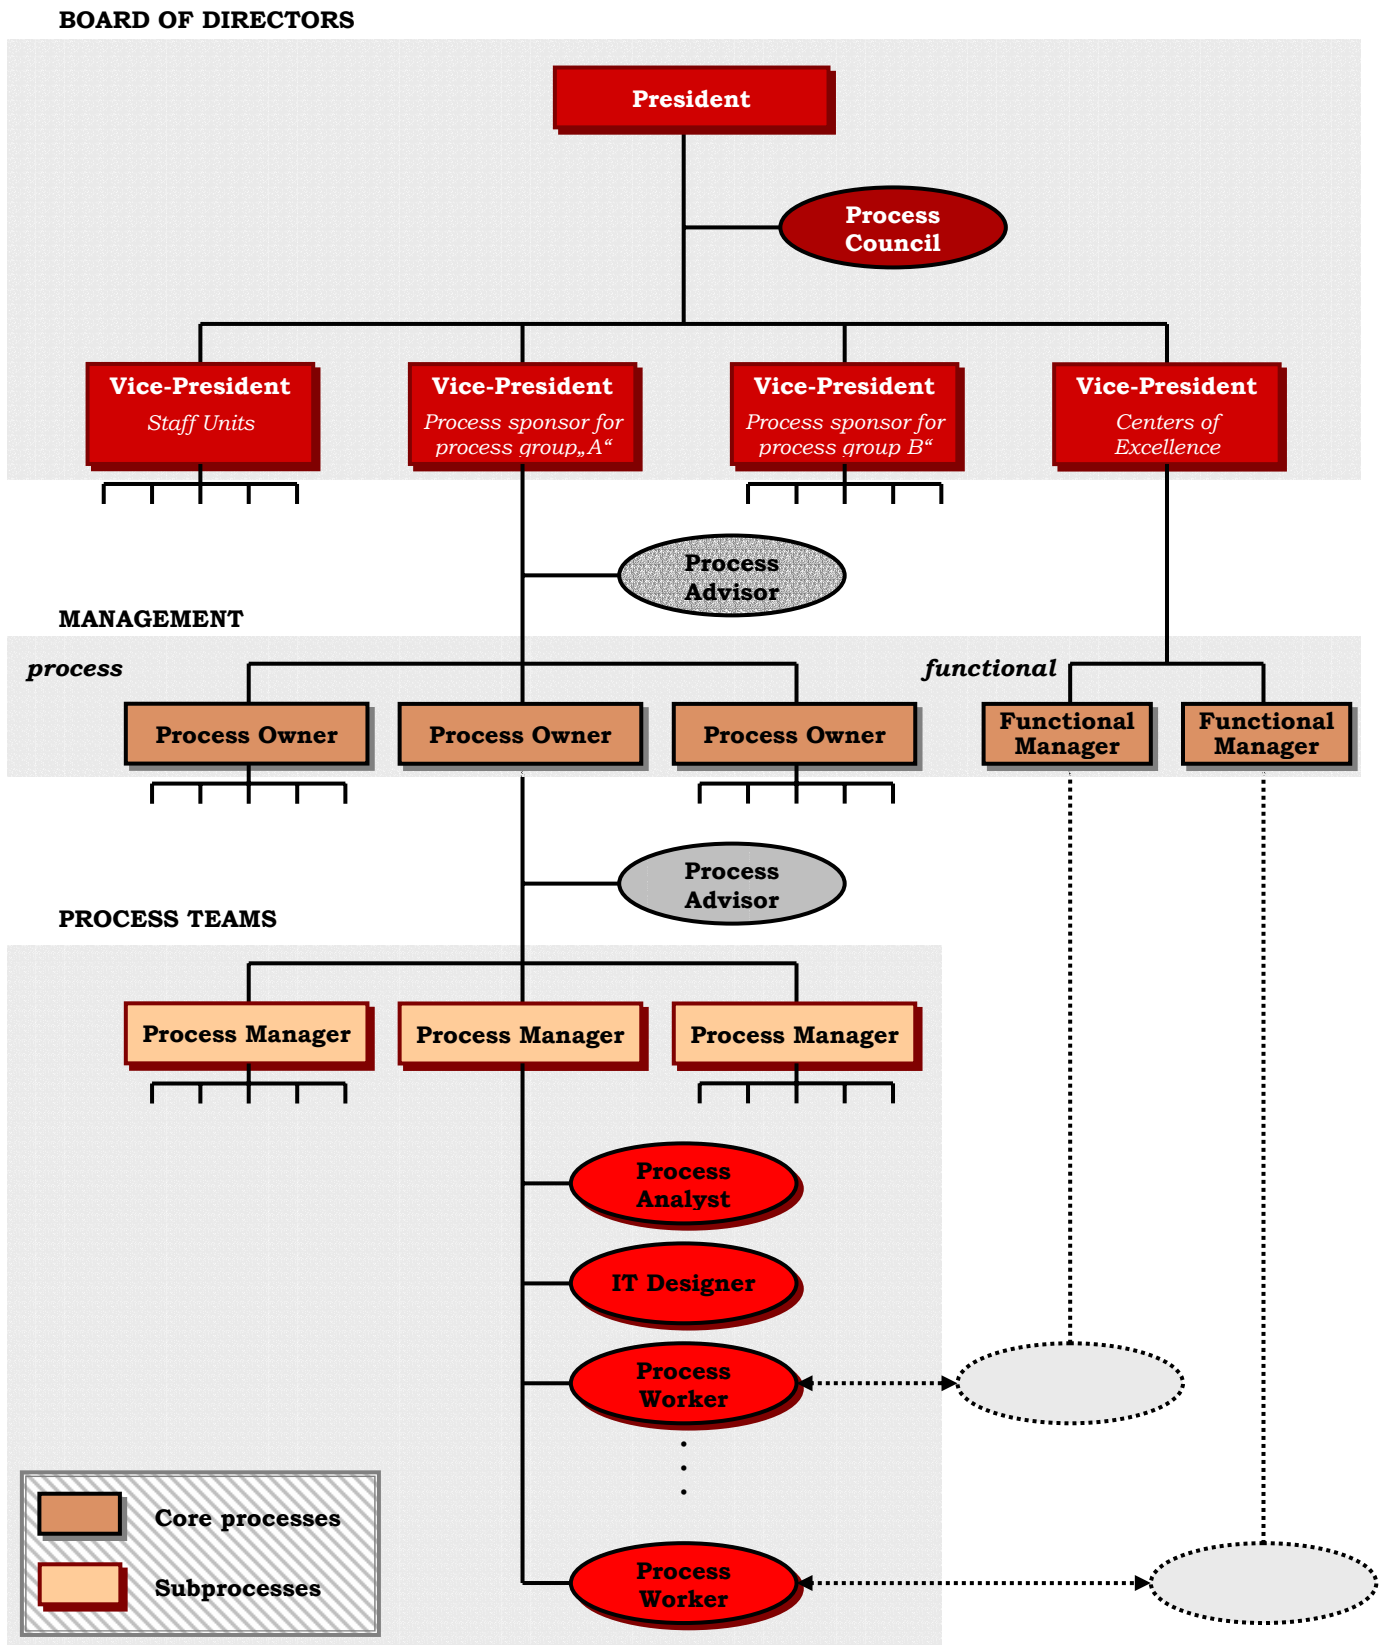 BOARD OF DIRECTORS
President
Process
Council
Vice-President
Staff Units
Vice-President
Process sponsor for
process group„A“
Vice-President
Process sponsor for
process group B“
Vice-President
Centers of
Excellence
Process
Advisor
MANAGEMENT
process
functional
Process Owner
Process Owner
Process Owner
Functional
Manager
Functional
Manager
Process
Advisor
PROCESS TEAMS
Process Manager
Process Manager
Process Manager
Process
Analyst
IT Designer
Process
Worker
.
.
.
Process
Worker
Core processes
Subprocesses